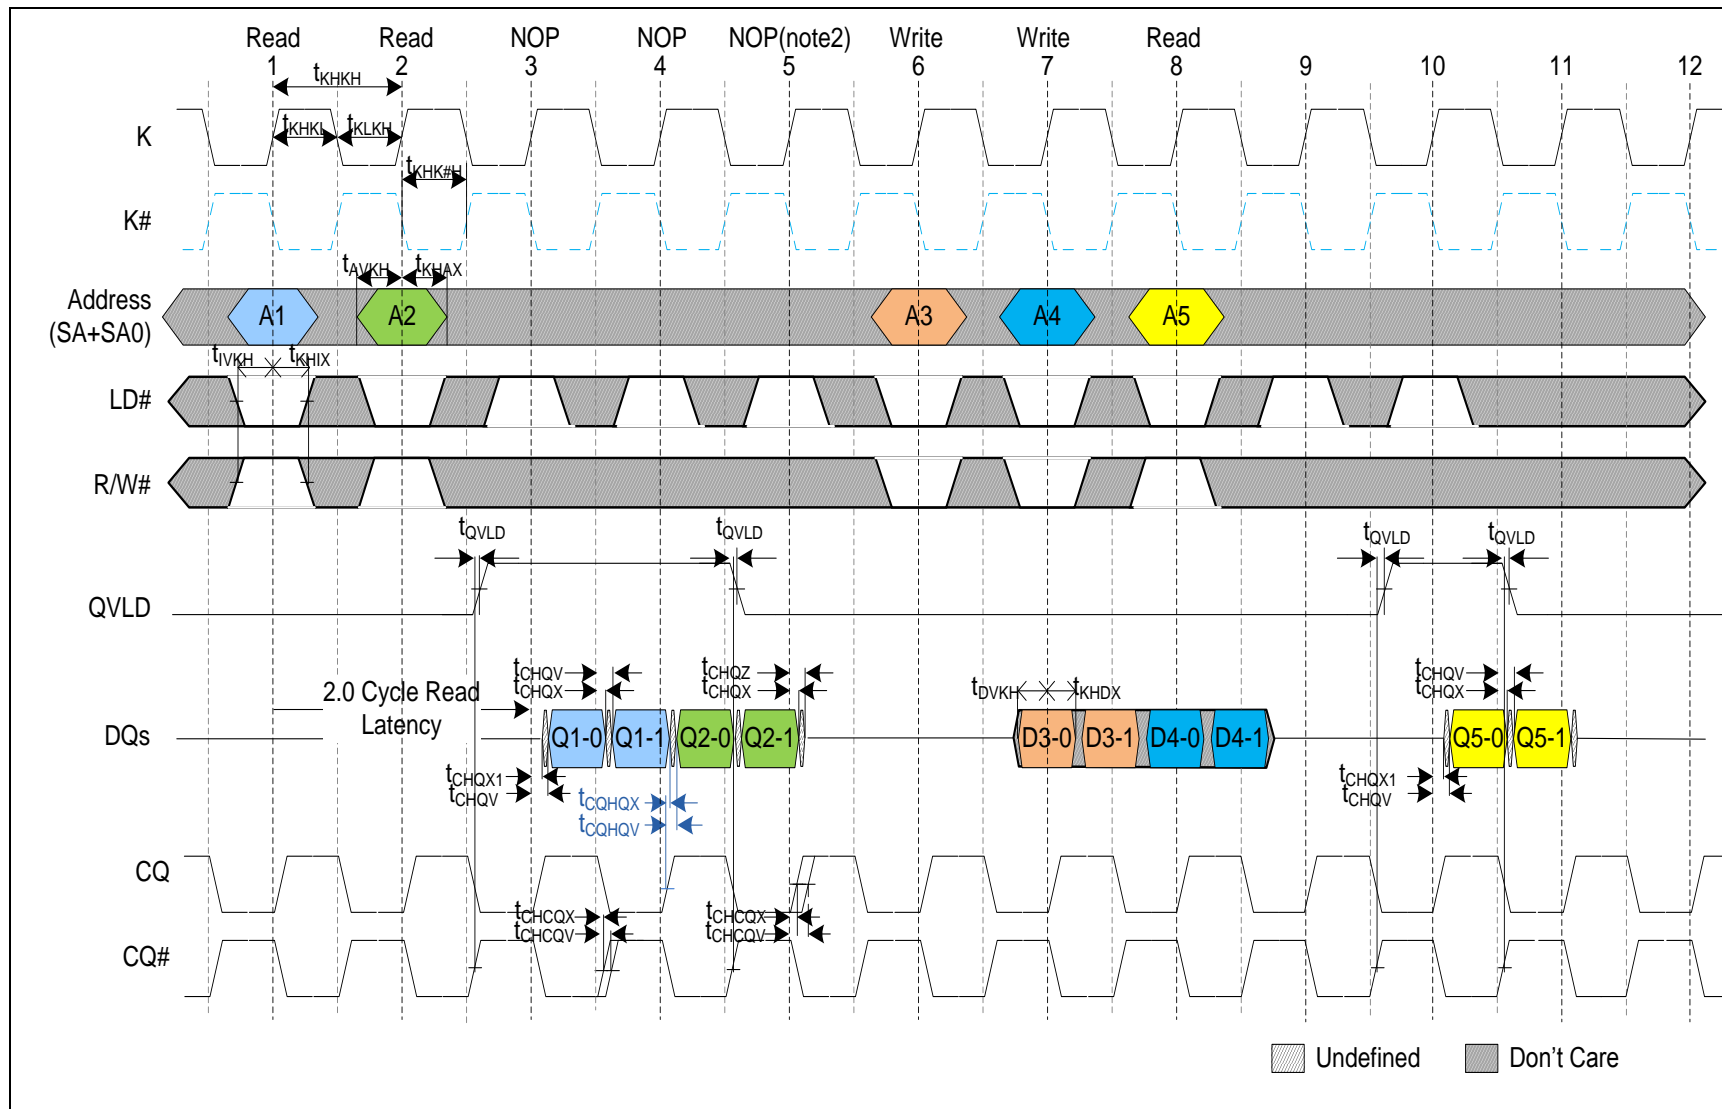 Read Read NOP NOP NOP(note2) Write Write Read
1 2 3 4 5 6 7 8 9 10 11 12
tKHKH
K tKHKL tKLKH
tKHK#H
K#
tAVKH tKHAX
Address
(SA+SA0)
A1 A2 A3 A4 A5
tIVKH tKHIX
LD#
R/W#
tQVLD tQVLD tQVLD tQVLD
QVLD
tCHQV tCHQZ tCHQV
tCHQX tCHQX tDVKH tKHDX tCHQX
2.0 Cycle Read
Latency
DQs Q1-0 Q1-1 Q2-0 Q2-1 D3-0 D3-1 D4-0 D4-1 Q5-0 Q5-1
tCHQX1 tCHQX1
tCHQV tCHQV
tCQHQX
tCQHQV
CQ
tCHCQX tCHCQX
tCHCQV tCHCQV
CQ#
Undefined Don't Care